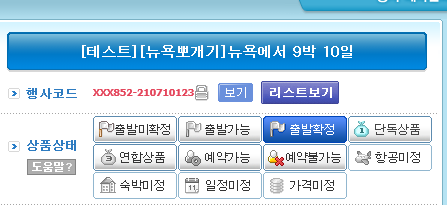 [테스트][뉴욕뽀개기]뉴욕에서 9박 10일
행사코드 XXX852-210710123 보기 리스트보기
상품상태 도움말?
출발미확정 출발가능 출발확정 단독상품
연합상품 예약가능 예약불가능 항공미정
숙박미정 일정미정 가격미정